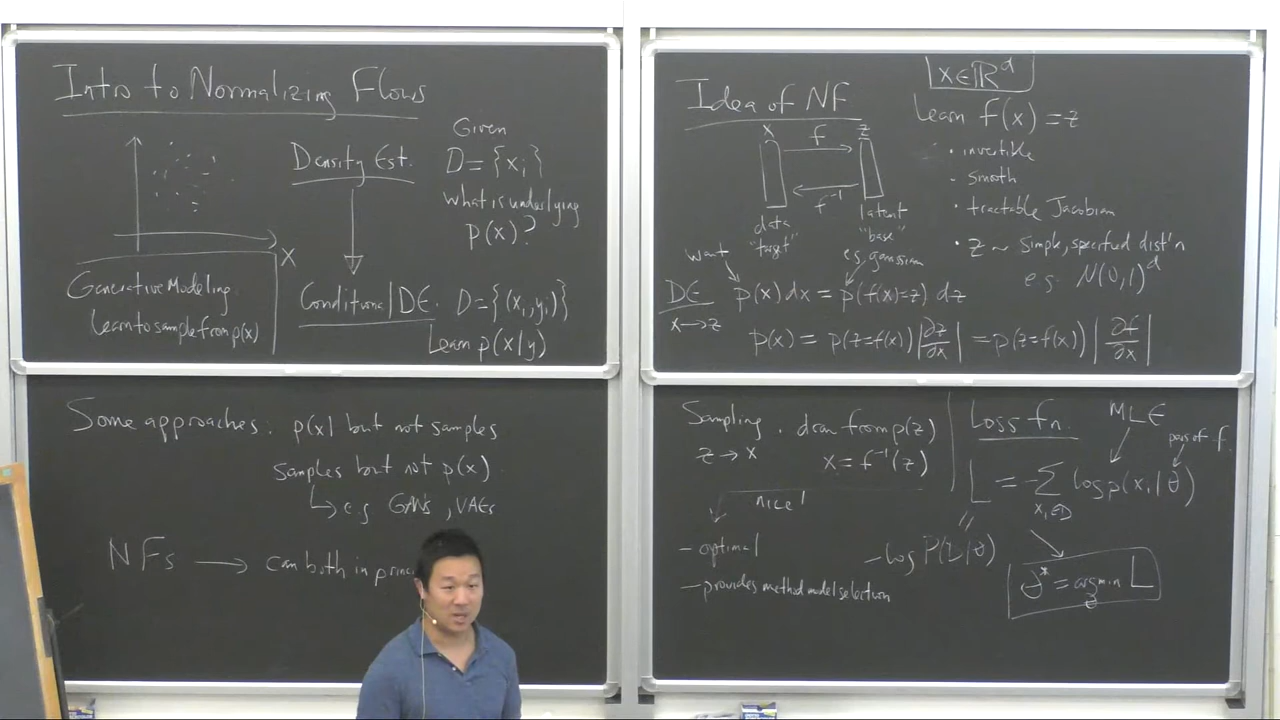 Intro to Normalizing Flows
Density Est.
Given
D = {xᵢ}
what is underlying
p(x)?
x
Generative Modeling
Learn to sample from p(x)
Conditional DE
D = {(xᵢ, yᵢ)}
Learn p(x|y)
Some approaches: p(x) but not samples
samples but not p(x)
↳ e.g. GANs, VAEs
NFs → can both in princ
Idea of NF
x ∈ ℝᵈ
x f z
f⁻¹
data
"target"
latent
"base"
e.g. gaussian
want
Learn f(x) = z
· invertible
- smooth
· tractable Jacobian
· z ~ simple, specified dist'n
e.g. N(0,1)ᵈ
DE
x → z
p(x) dx = p(f(x)=z) dz
p(x) = p(z=f(x)) |∂z/∂x| = p(z=f(x)) |∂f/∂x|
Sampling.
z → x
draw from p(z)
x = f⁻¹(z)
nice!
- optimal
- provides method model selection
Loss fn.
MLE
pars of f
L = -∑ log p(xᵢ|θ)
xᵢ∈D
=
-log P(D|θ)
θ* = argmin L
θ